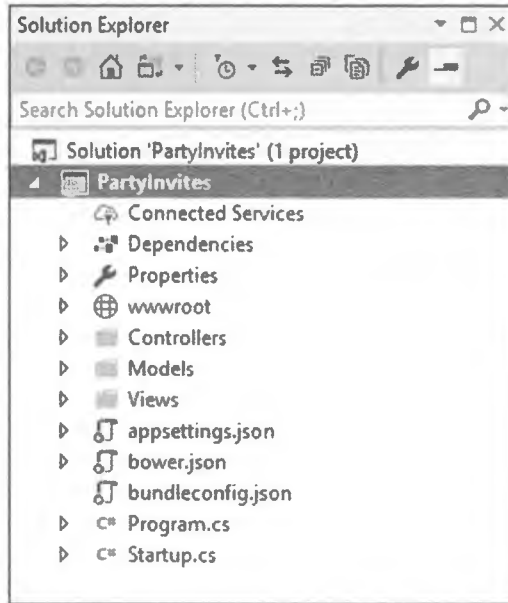 Solution Explorer
Search Solution Explorer (Ctrl+;)
Solution 'PartyInvites' (1 project)
PartyInvites
Connected Services
Dependencies
Properties
wwwroot
Controllers
Models
Views
appsettings.json
bower.json
bundleconfig.json
C# Program.cs
C# Startup.cs